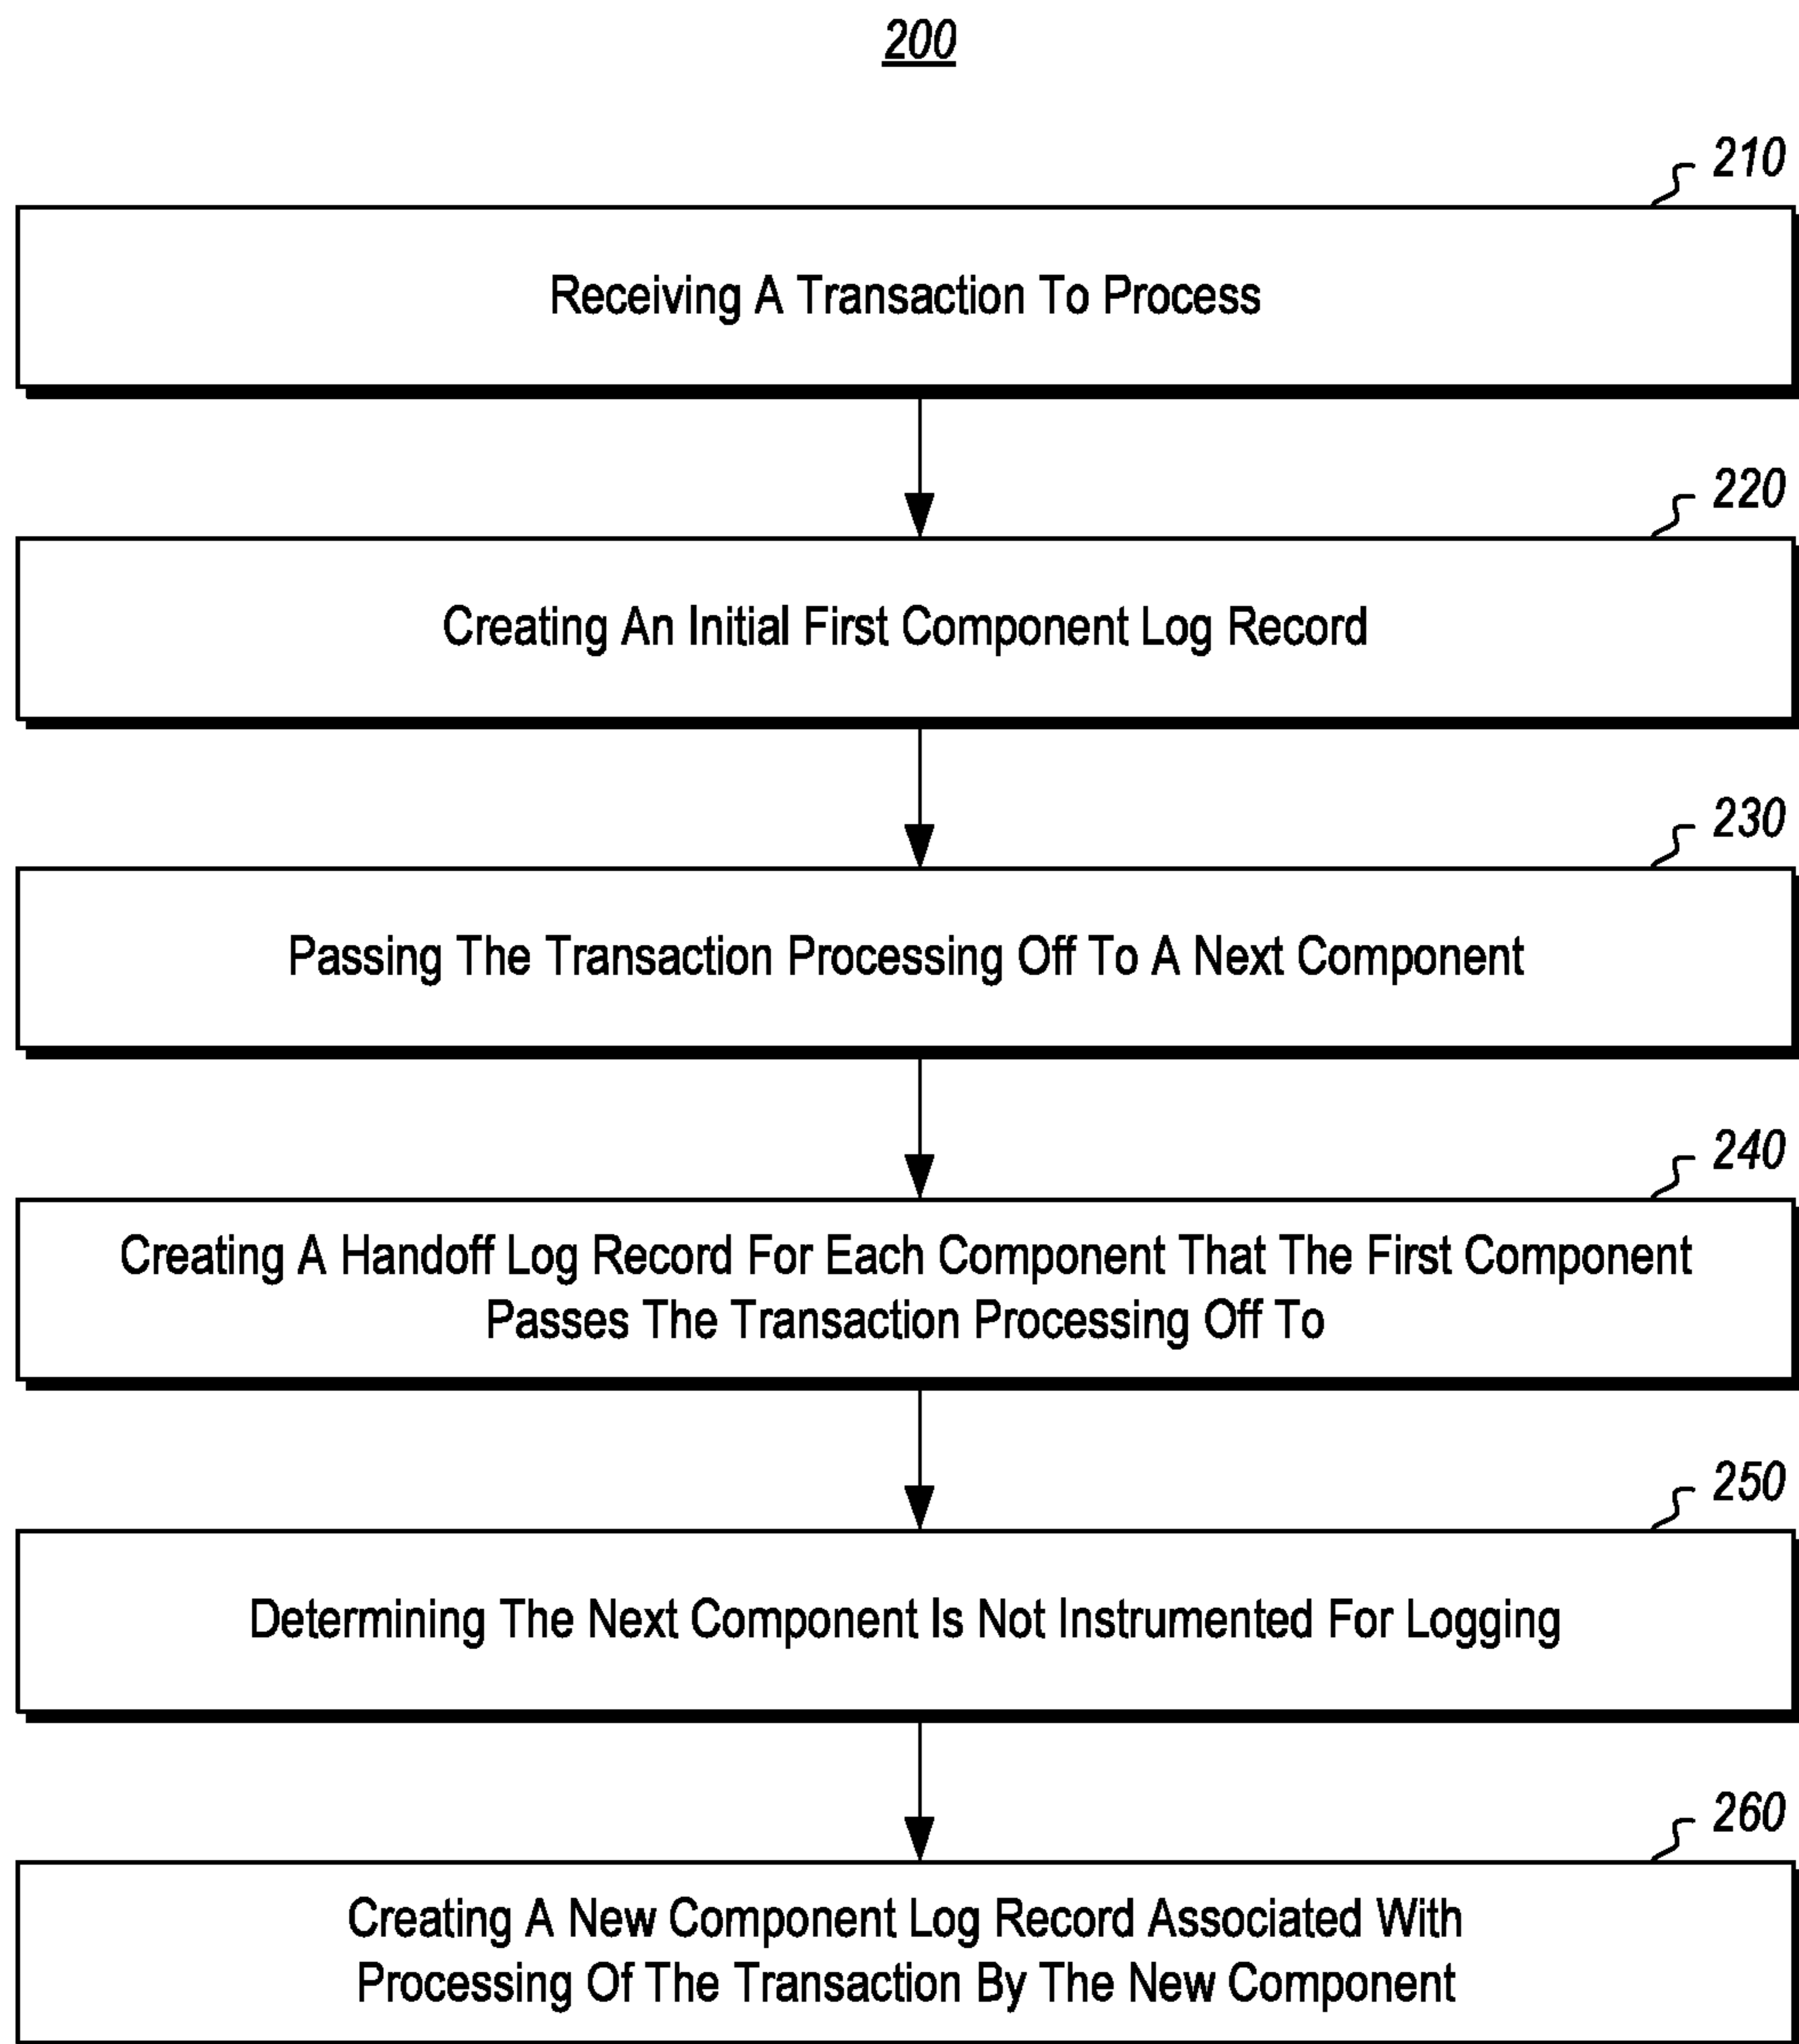 200
210
Receiving A Transaction To Process
220
Creating An Initial First Component Log Record
230
Passing The Transaction Processing Off To A Next Component
240
Creating A Handoff Log Record For Each Component That The First Component
Passes The Transaction Processing Off To
250
Determining The Next Component Is Not Instrumented For Logging
260
Creating A New Component Log Record Associated With
Processing Of The Transaction By The New Component